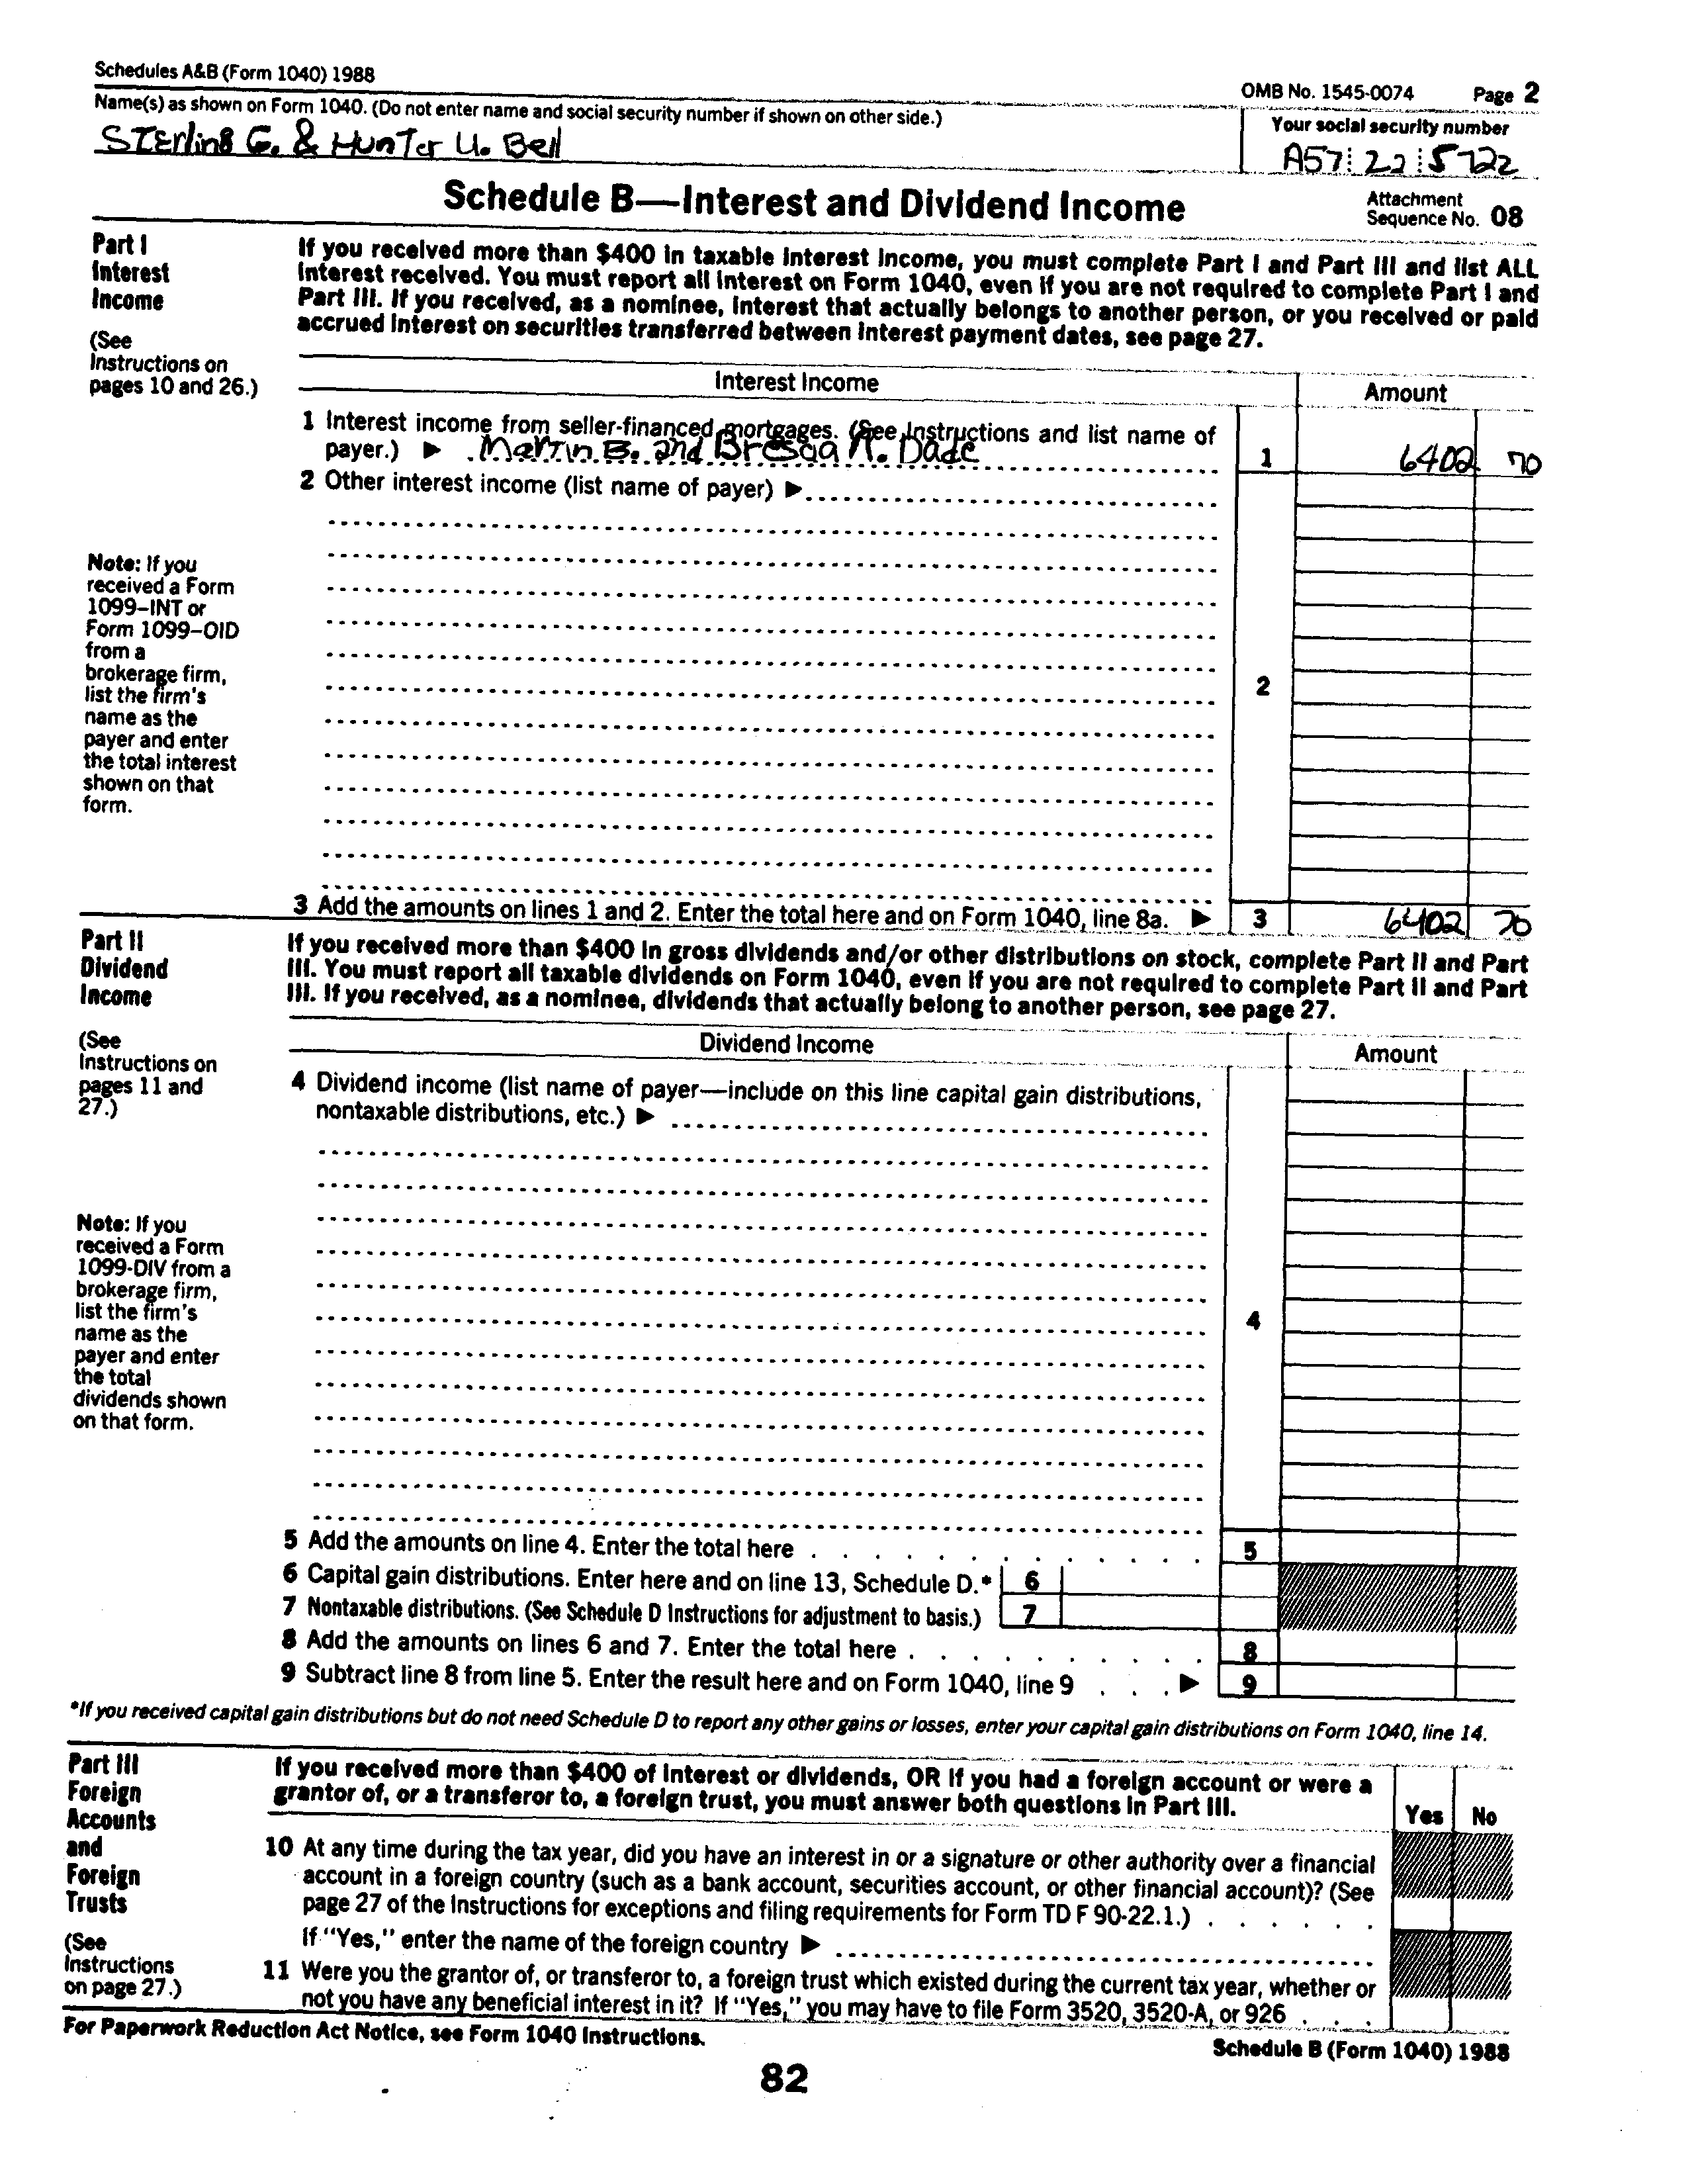 Schedules A&B (Form 1040) 1988
OMB No. 1545-0074 Page 2
Name(s) as shown on Form 1040. (Do not enter name and social security number if shown on other side.)
Your social security number
STErling G. & HunTer U. Bell
A57 22 5722
Schedule B—Interest and Dividend Income
Attachment
Sequence No. 08
Part I
Interest
Income
(See
Instructions on
pages 10 and 26.)
If you received more than $400 in taxable interest income, you must complete Part I and Part III and list ALL
interest received. You must report all interest on Form 1040, even if you are not required to complete Part I and
Part III. If you received, as a nominee, interest that actually belongs to another person, or you received or paid
accrued interest on securities transferred between interest payment dates, see page 27.
Interest Income
Amount
1 Interest income from seller-financed mortgages. (See Instructions and list name of
payer.) ▶ Martin B. and N. Dade
1 6402 70
2 Other interest income (list name of payer) ▶
Note: If you
received a Form
1099–INT or
Form 1099–OID
from a
brokerage firm,
list the firm's
name as the
payer and enter
the total interest
shown on that
form.
2
3 Add the amounts on lines 1 and 2. Enter the total here and on Form 1040, line 8a. ▶ 3 6402 70
Part II
Dividend
Income
(See
Instructions on
pages 11 and
27.)
If you received more than $400 in gross dividends and/or other distributions on stock, complete Part II and Part
III. You must report all taxable dividends on Form 1040, even if you are not required to complete Part II and Part
III. If you received, as a nominee, dividends that actually belong to another person, see page 27.
Dividend Income
Amount
4 Dividend income (list name of payer—include on this line capital gain distributions,
nontaxable distributions, etc.) ▶
Note: If you
received a Form
1099-DIV from a
brokerage firm,
list the firm's
name as the
payer and enter
the total
dividends shown
on that form.
4
5 Add the amounts on line 4. Enter the total here . . . . . . . . . . . . 5
6 Capital gain distributions. Enter here and on line 13, Schedule D.* 6
7 Nontaxable distributions. (See Schedule D Instructions for adjustment to basis.) 7
8 Add the amounts on lines 6 and 7. Enter the total here . . . . . . . . . . 8
9 Subtract line 8 from line 5. Enter the result here and on Form 1040, line 9 . . . ▶ 9
*If you received capital gain distributions but do not need Schedule D to report any other gains or losses, enter your capital gain distributions on Form 1040, line 14.
Part III
Foreign
Accounts
and
Foreign
Trusts
(See
Instructions
on page 27.)
If you received more than $400 of interest or dividends, OR if you had a foreign account or were a
grantor of, or a transferor to, a foreign trust, you must answer both questions in Part III.
Yes No
10 At any time during the tax year, did you have an interest in or a signature or other authority over a financial
account in a foreign country (such as a bank account, securities account, or other financial account)? (See
page 27 of the Instructions for exceptions and filing requirements for Form TD F 90-22.1.) . . . . . .
If "Yes," enter the name of the foreign country ▶
11 Were you the grantor of, or transferor to, a foreign trust which existed during the current tax year, whether or
not you have any beneficial interest in it? If "Yes," you may have to file Form 3520, 3520-A, or 926 . . .
For Paperwork Reduction Act Notice, see Form 1040 Instructions.
Schedule B (Form 1040) 1988
82